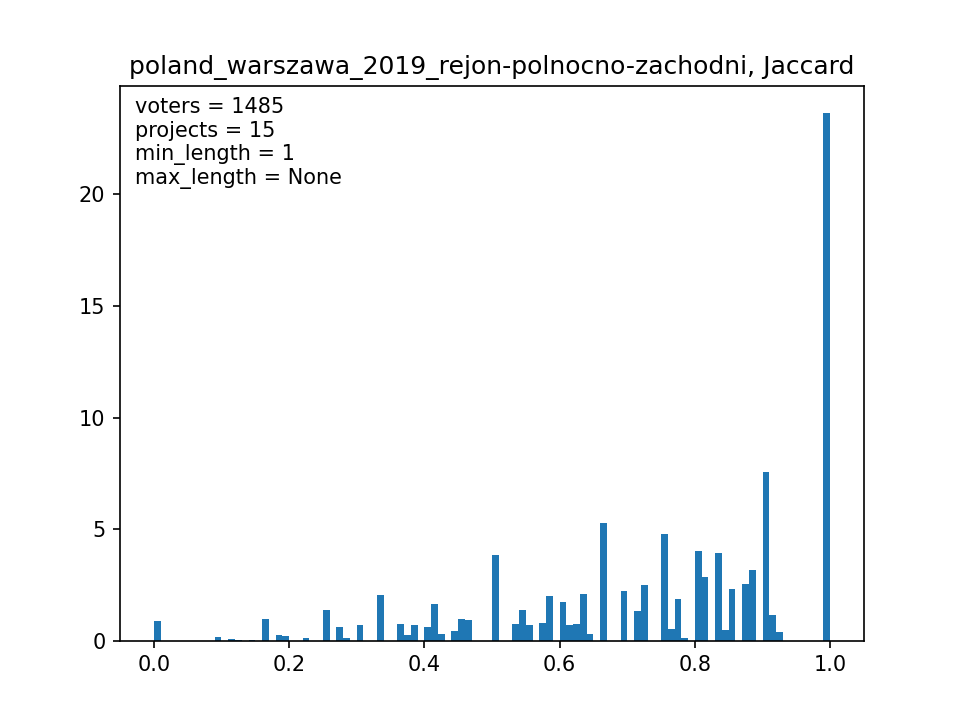 poland_warszawa_2019_rejon-polnocno-zachodni, Jaccard
voters = 1485
projects = 15
min_length = 1
max_length = None
20
15
10
5
0
0.0 0.2 0.4 0.6 0.8 1.0